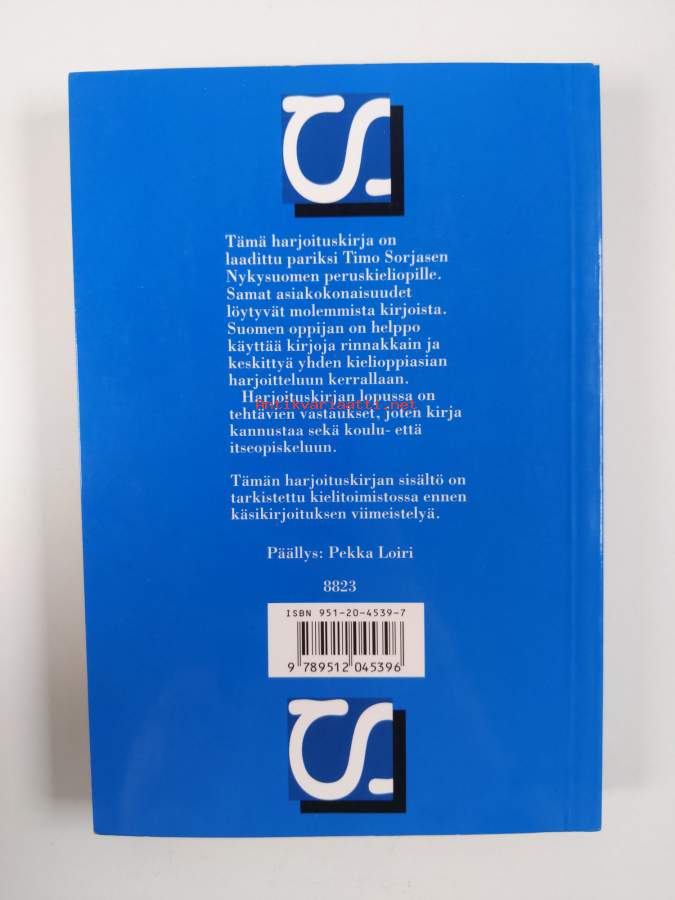 Tämä harjoituskirja on
laadittu pariksi Timo Sorjasen
Nykysuomen peruskieliopille.
Samat asiakokonaisuudet
löytyvät molemmista kirjoista.
Suomen oppijan on helppo
käyttää kirjoja rinnakkain ja
keskittyä yhden kielioppiasian
harjoitteluun kerrallaan.
Harjoituskirjan lopussa on
Antikvariaatti.net
tehtävien vastaukset, joten kirja
kannustaa sekä koulu- että
itseopiskeluun.
Tämän harjoituskirjan sisältö on
tarkistettu kielitoimistossa ennen
käsikirjoituksen viimeistelyä.
Päällys: Pekka Loiri
8823
ISBN 951-20-4539-7
9 789512 045396